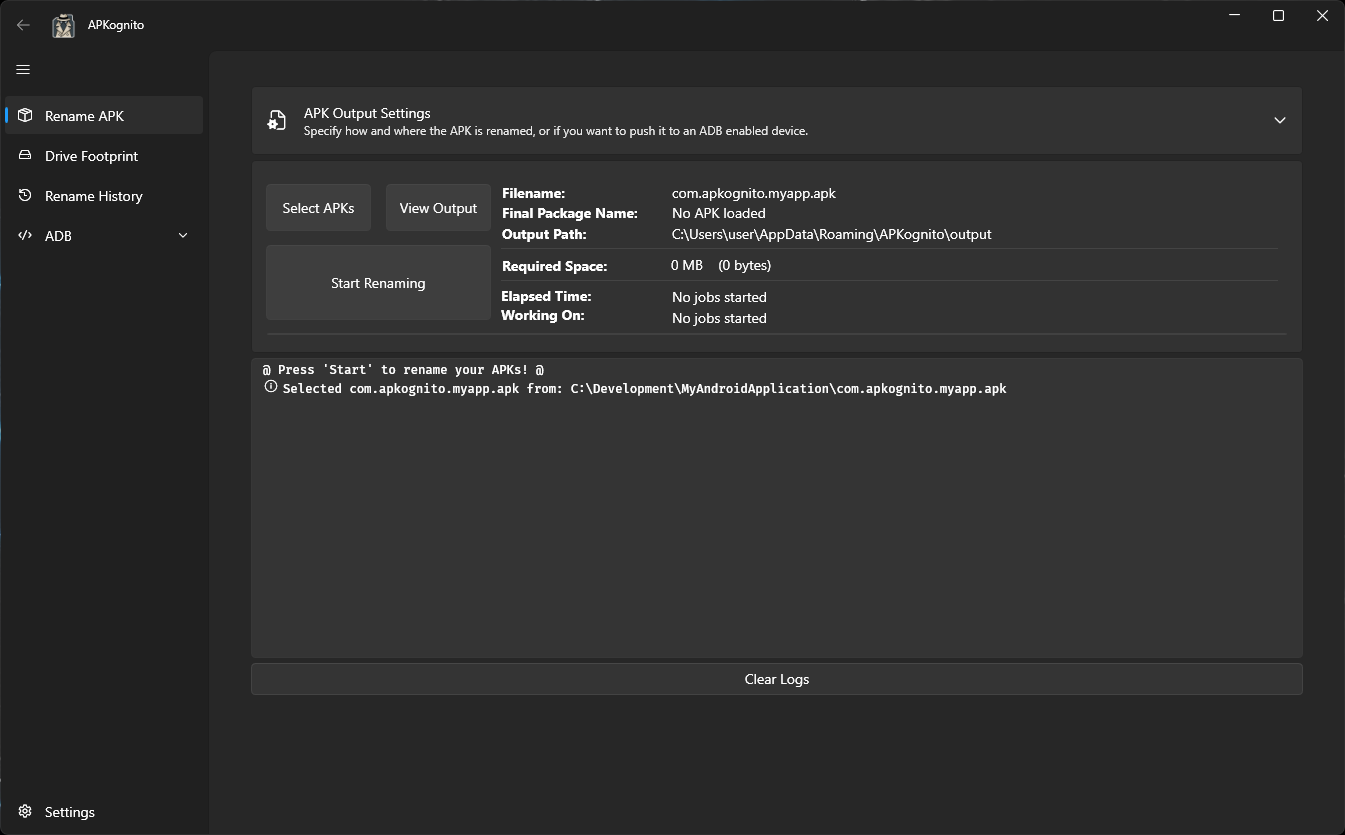 APKognito
Rename APK
Drive Footprint
Rename History
ADB
Settings
APK Output Settings
Specify how and where the APK is renamed, or if you want to push it to an ADB enabled device.
Select APKs
View Output
Start Renaming
Filename: com.apkognito.myapp.apk
Final Package Name: No APK loaded
Output Path: C:\Users\user\AppData\Roaming\APKognito\output
Required Space: 0 MB (0 bytes)
Elapsed Time: No jobs started
Working On: No jobs started
@ Press 'Start' to rename your APKs! @
Selected com.apkognito.myapp.apk from: C:\Development\MyAndroidApplication\com.apkognito.myapp.apk
Clear Logs